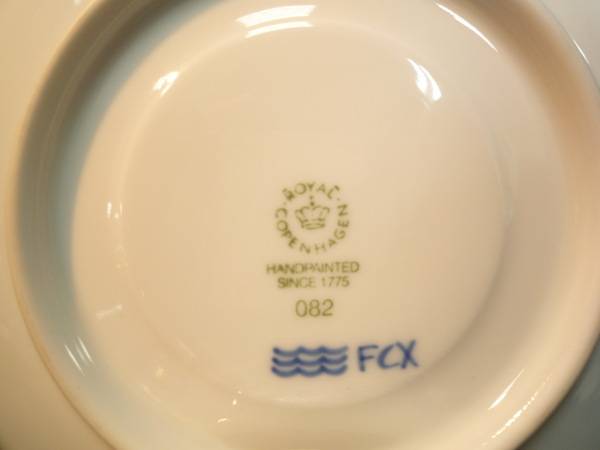 ROYAL
COPENHAGEN
HANDPAINTED
SINCE 1775
082
FCX